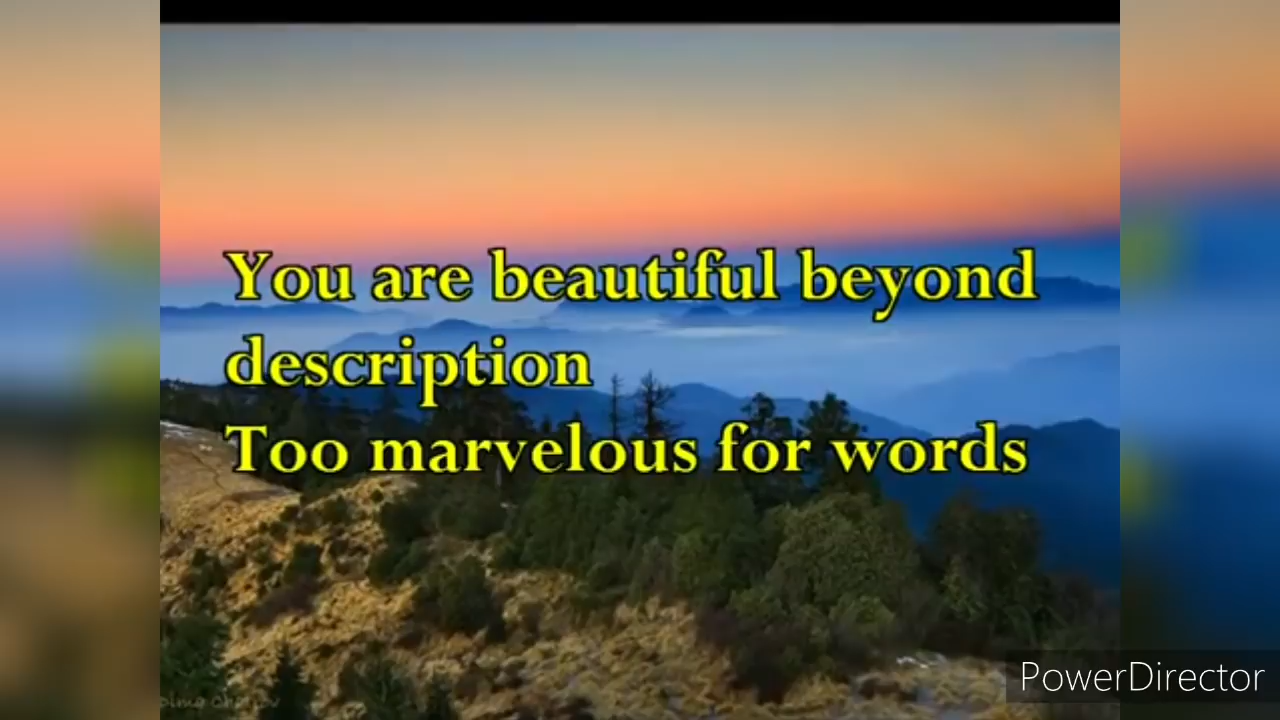 You are beautiful beyond
description
Too marvelous for words
PowerDirector